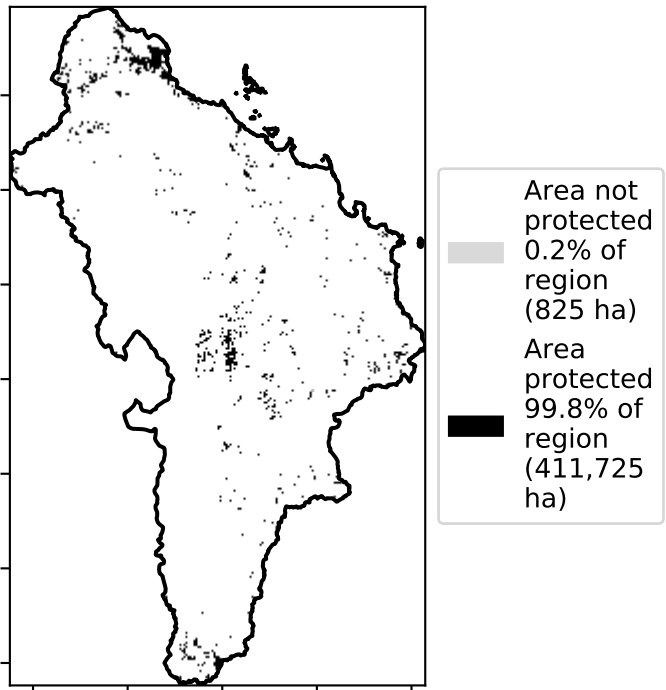 Area not
protected
0.2% of
region
(825 ha)
Area
protected
99.8% of
region
(411,725
ha)